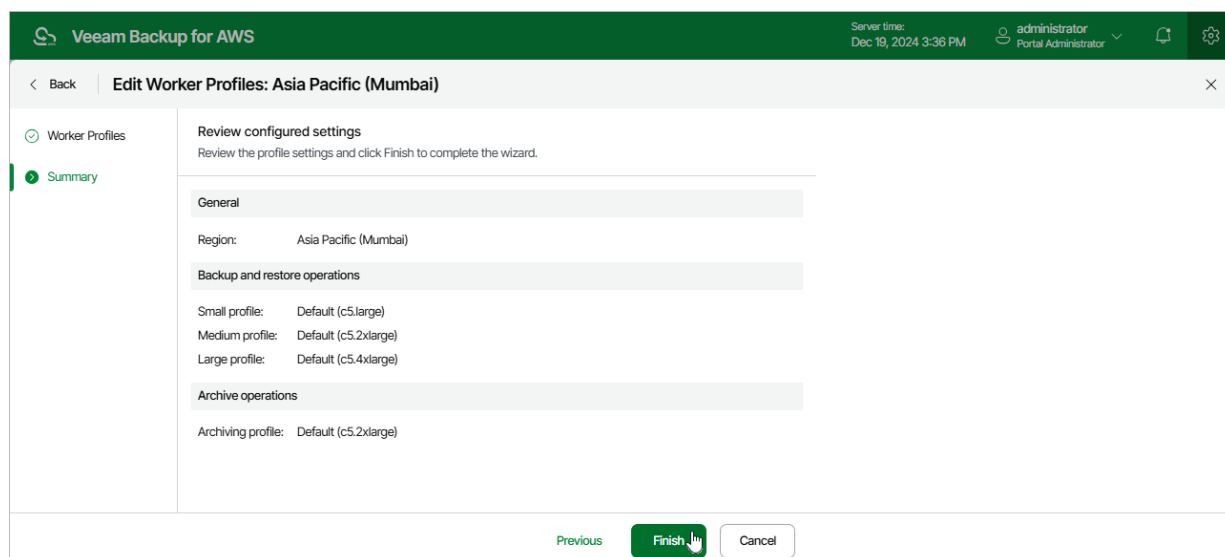 Veeam Backup for AWS
Server time:
Dec 19, 2024 3:36 PM
administrator
Portal Administrator
Back
Edit Worker Profiles: Asia Pacific (Mumbai)
Worker Profiles
Summary
Review configured settings
Review the profile settings and click Finish to complete the wizard.
General
Region: Asia Pacific (Mumbai)
Backup and restore operations
Small profile: Default (c5.large)
Medium profile: Default (c5.2xlarge)
Large profile: Default (c5.4xlarge)
Archive operations
Archiving profile: Default (c5.2xlarge)
Previous Finish Cancel